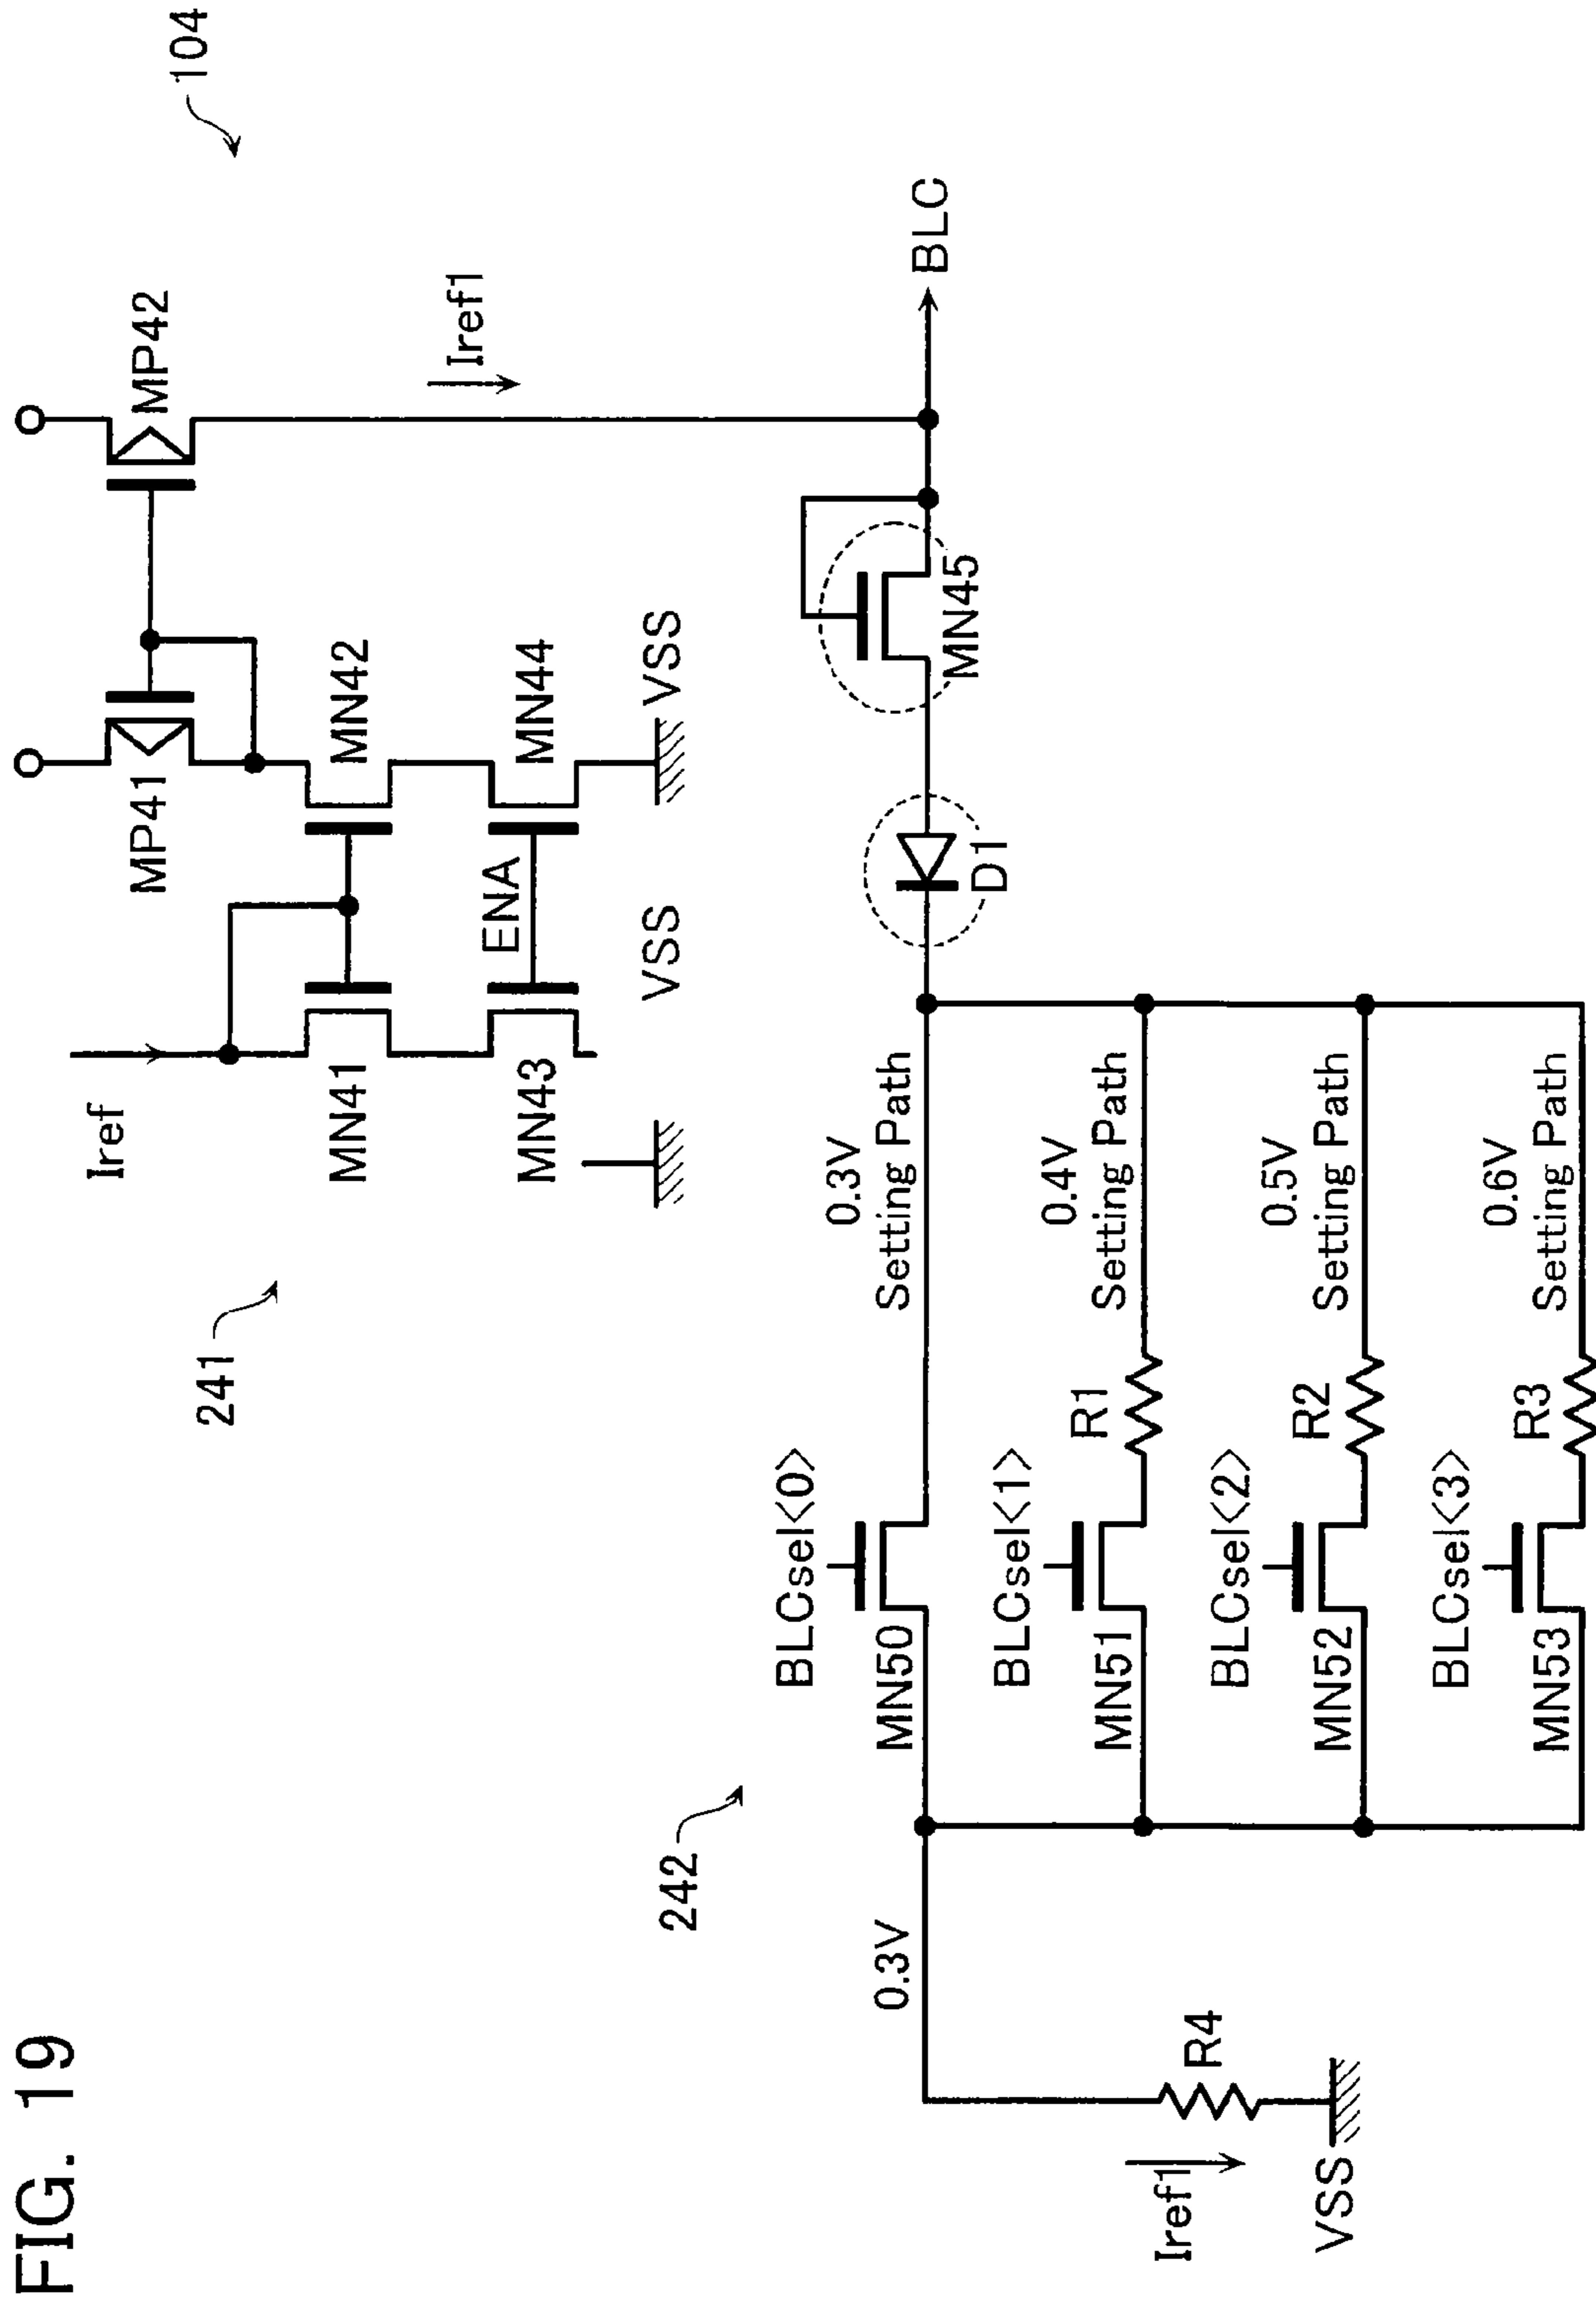 FIG. 19
104
241
Iref
MN41
MN43
ENA
VSS
MP41
MN42
MN44
VSS
MP42
Iref1
BLC
MN45
D1
242
0.3V
Iref1
R4
VSS
BLCsel<0>
MN50
0.3V
Setting Path
BLCsel<1>
MN51
R1
0.4V
Setting Path
BLCsel<2>
MN52
R2
0.5V
Setting Path
BLCsel<3>
MN53
R3
0.6V
Setting Path